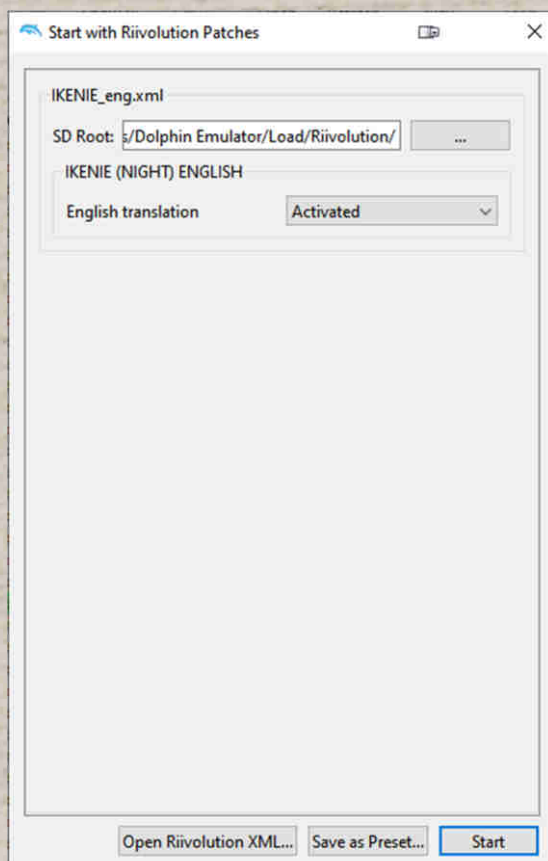 Start with Riivolution Patches
IKENIE_eng.xml
SD Root: s/Dolphin Emulator/Load/Riivolution/ ...
IKENIE (NIGHT) ENGLISH
English translation Activated
Open Riivolution XML... Save as Preset... Start